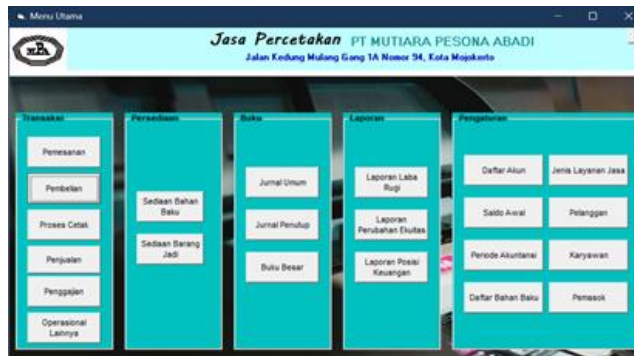 Menu Utama
MPA
Jasa Percetakan PT MUTIARA PESONA ABADI
Jalan Kedung Mulang Gang 1A Nomor 94, Kota Mojokerto
Transaksi
Pemesanan
Pembelian
Proses Cetak
Penjualan
Penggajian
Operasional
Lainnya
Persediaan
Sediaan Bahan
Baku
Sediaan Barang
Jadi
Buku
Jurnal Umum
Jurnal Penutup
Buku Besar
Laporan
Laporan Laba
Rugi
Laporan
Perubahan Ekuitas
Laporan Posisi
Keuangan
Pengaturan
Daftar Akun
Jenis Layanan Jasa
Saldo Awal
Pelanggan
Periode Akuntansi
Karyawan
Daftar Bahan Baku
Pemasok